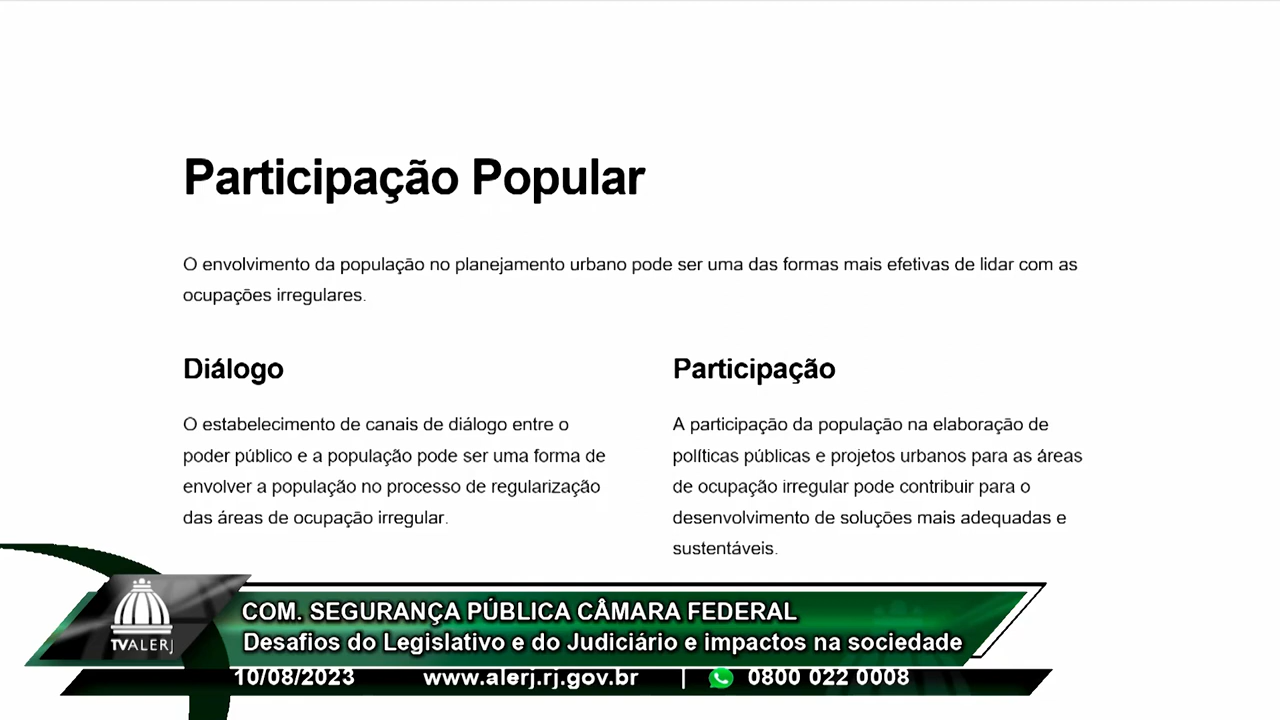 Participação Popular
O envolvimento da população no planejamento urbano pode ser uma das formas mais efetivas de lidar com as
ocupações irregulares.
Diálogo
O estabelecimento de canais de diálogo entre o
poder público e a população pode ser uma forma de
envolver a população no processo de regularização
das áreas de ocupação irregular.
Participação
A participação da população na elaboração de
políticas públicas e projetos urbanos para as áreas
de ocupação irregular pode contribuir para o
desenvolvimento de soluções mais adequadas e
sustentáveis.
TVALERJ
COM. SEGURANÇA PÚBLICA CÂMARA FEDERAL
Desafios do Legislativo e do Judiciário e impactos na sociedade
10/08/2023 www.alerj.rj.gov.br | 0800 022 0008